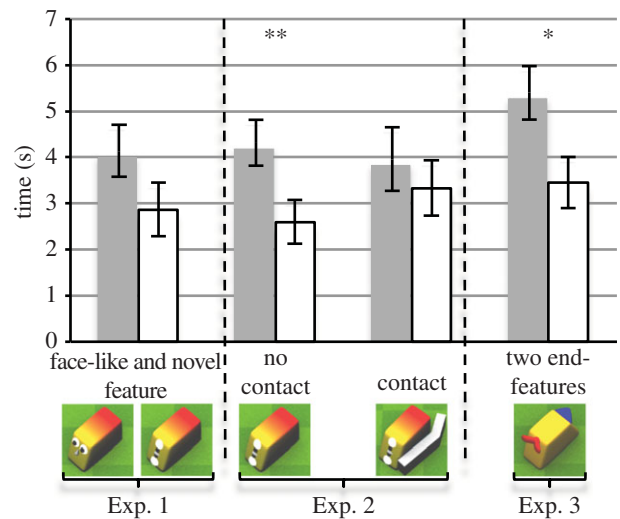 7
6
5
4
3
2
1
0
time (s)
**
*
face-like and novel
feature
no
contact
contact
two end-
features
Exp. 1
Exp. 2
Exp. 3